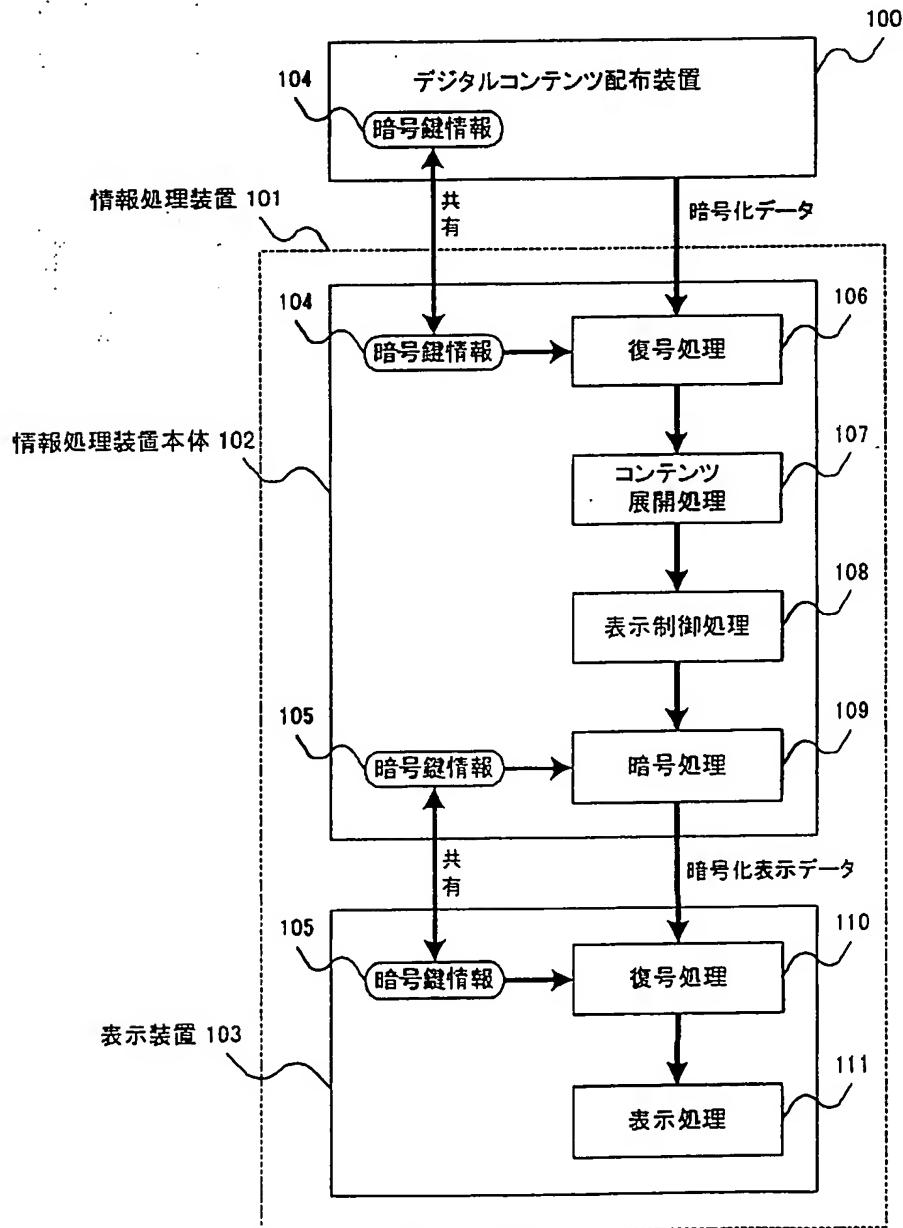 100
デジタルコンテンツ配布装置
104
暗号鍵情報
情報処理装置 101
共
有
暗号化データ
104
暗号鍵情報
106
復号処理
情報処理装置本体 102
107
コンテンツ
展開処理
108
表示制御処理
105
暗号鍵情報
109
暗号処理
共
有
暗号化表示データ
105
暗号鍵情報
110
復号処理
表示装置 103
111
表示処理